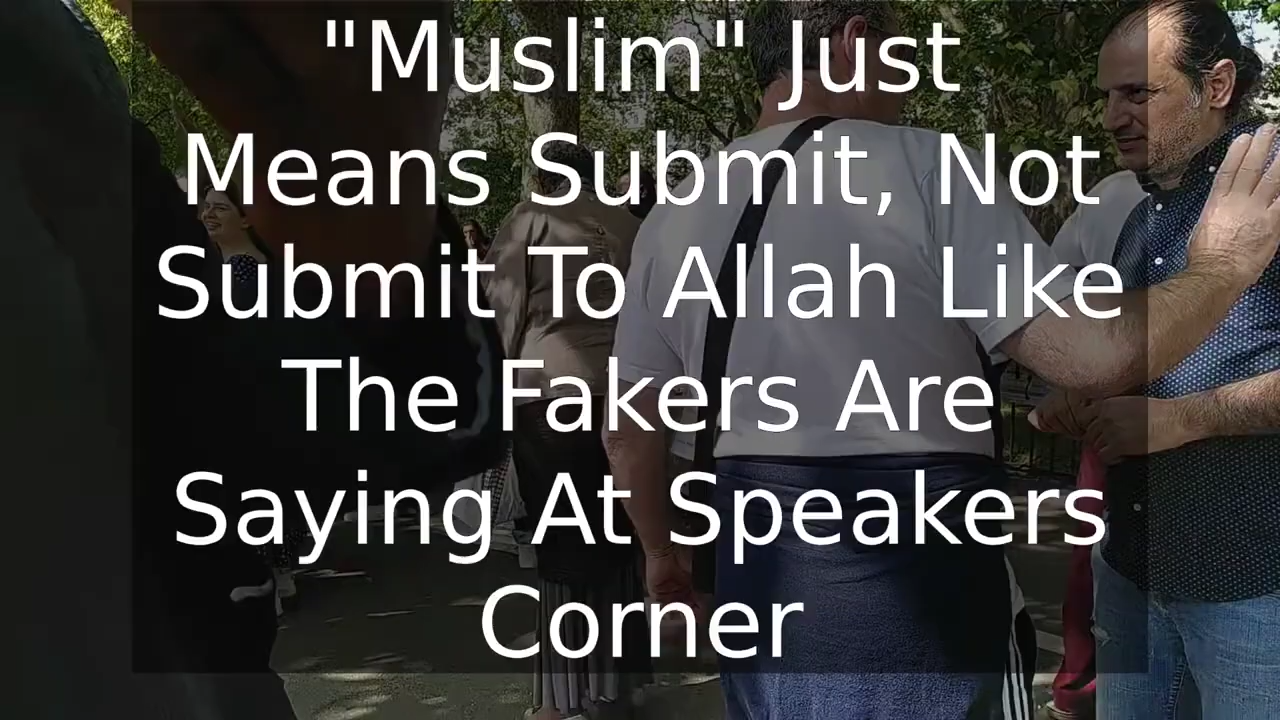 "Muslim" Just
Means Submit, Not
Submit To Allah Like
The Fakers Are
Saying At Speakers
Corner